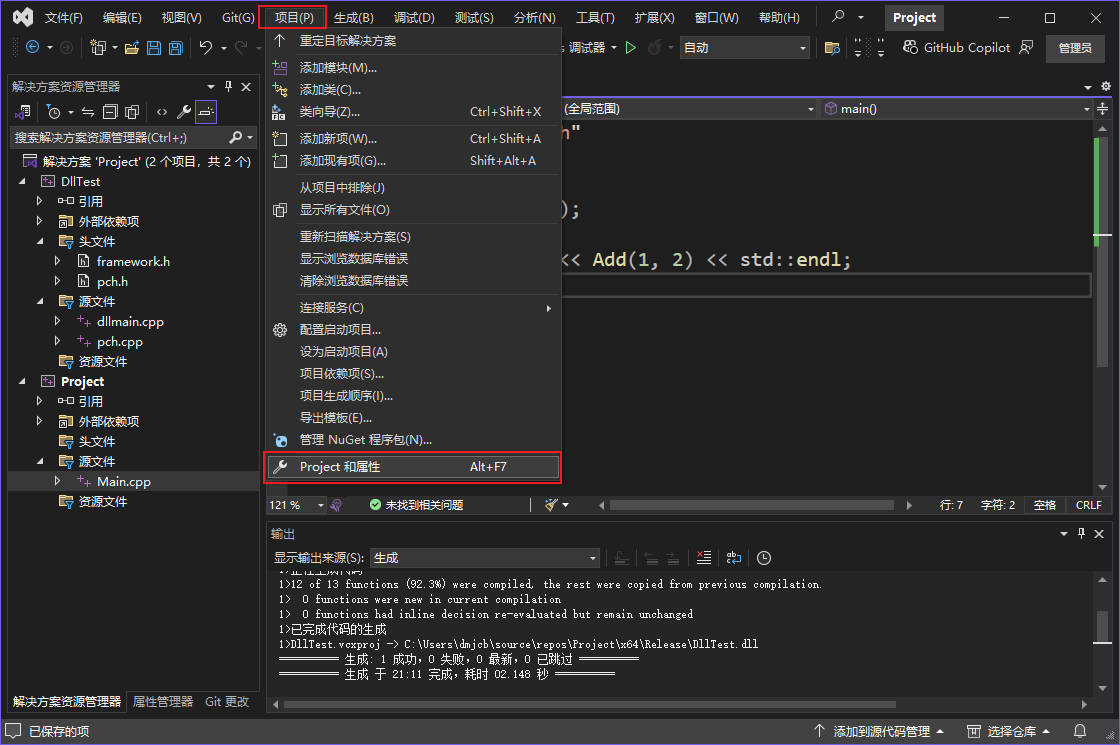 文件(F) 编辑(E) 视图(V) Git(G) 项目(P) 生成(B) 调试(D) 测试(S) 分析(N) 工具(T) 扩展(X) 窗口(W) 帮助(H) Project
调试器 自动 GitHub Copilot 管理员
解决方案资源管理器
搜索解决方案资源管理器(Ctrl+;)
解决方案 'Project' (2 个项目，共 2 个)
DllTest
引用
外部依赖项
头文件
framework.h
pch.h
源文件
dllmain.cpp
pch.cpp
资源文件
Project
引用
外部依赖项
头文件
源文件
Main.cpp
资源文件
解决方案资源管理器 属性管理器 Git 更改
重定目标解决方案
添加模块(M)...
添加类(C)...
类向导(Z)... Ctrl+Shift+X
添加新项(W)... Ctrl+Shift+A
添加现有项(G)... Shift+Alt+A
从项目中排除(J)
显示所有文件(O)
重新扫描解决方案(S)
显示浏览数据库错误
清除浏览数据库错误
连接服务(C)
配置启动项目...
设为启动项目(A)
项目依赖项(S)...
项目生成顺序(I)...
导出模板(E)...
管理 NuGet 程序包(N)...
Project 和属性 Alt+F7
(全局范围) main()
h"
);
<< Add(1, 2) << std::endl;
121 % 未找到相关问题 行: 7 字符: 2 空格 CRLF
输出
显示输出来源(S): 生成
1>正在生成代码
1>12 of 13 functions (92.3%) were compiled, the rest were copied from previous compilation.
1> 0 functions were new in current compilation
1> 0 functions had inline decision re-evaluated but remain unchanged
1>已完成代码的生成
1>DllTest.vcxproj -> C:\Users\dmjcb\source\repos\Project\x64\Release\DllTest.dll
========== 生成: 1 成功，0 失败，0 最新，0 已跳过 ==========
========== 生成 于 21:11 完成，耗时 02.148 秒 ==========
已保存的项 添加到源代码管理 选择仓库